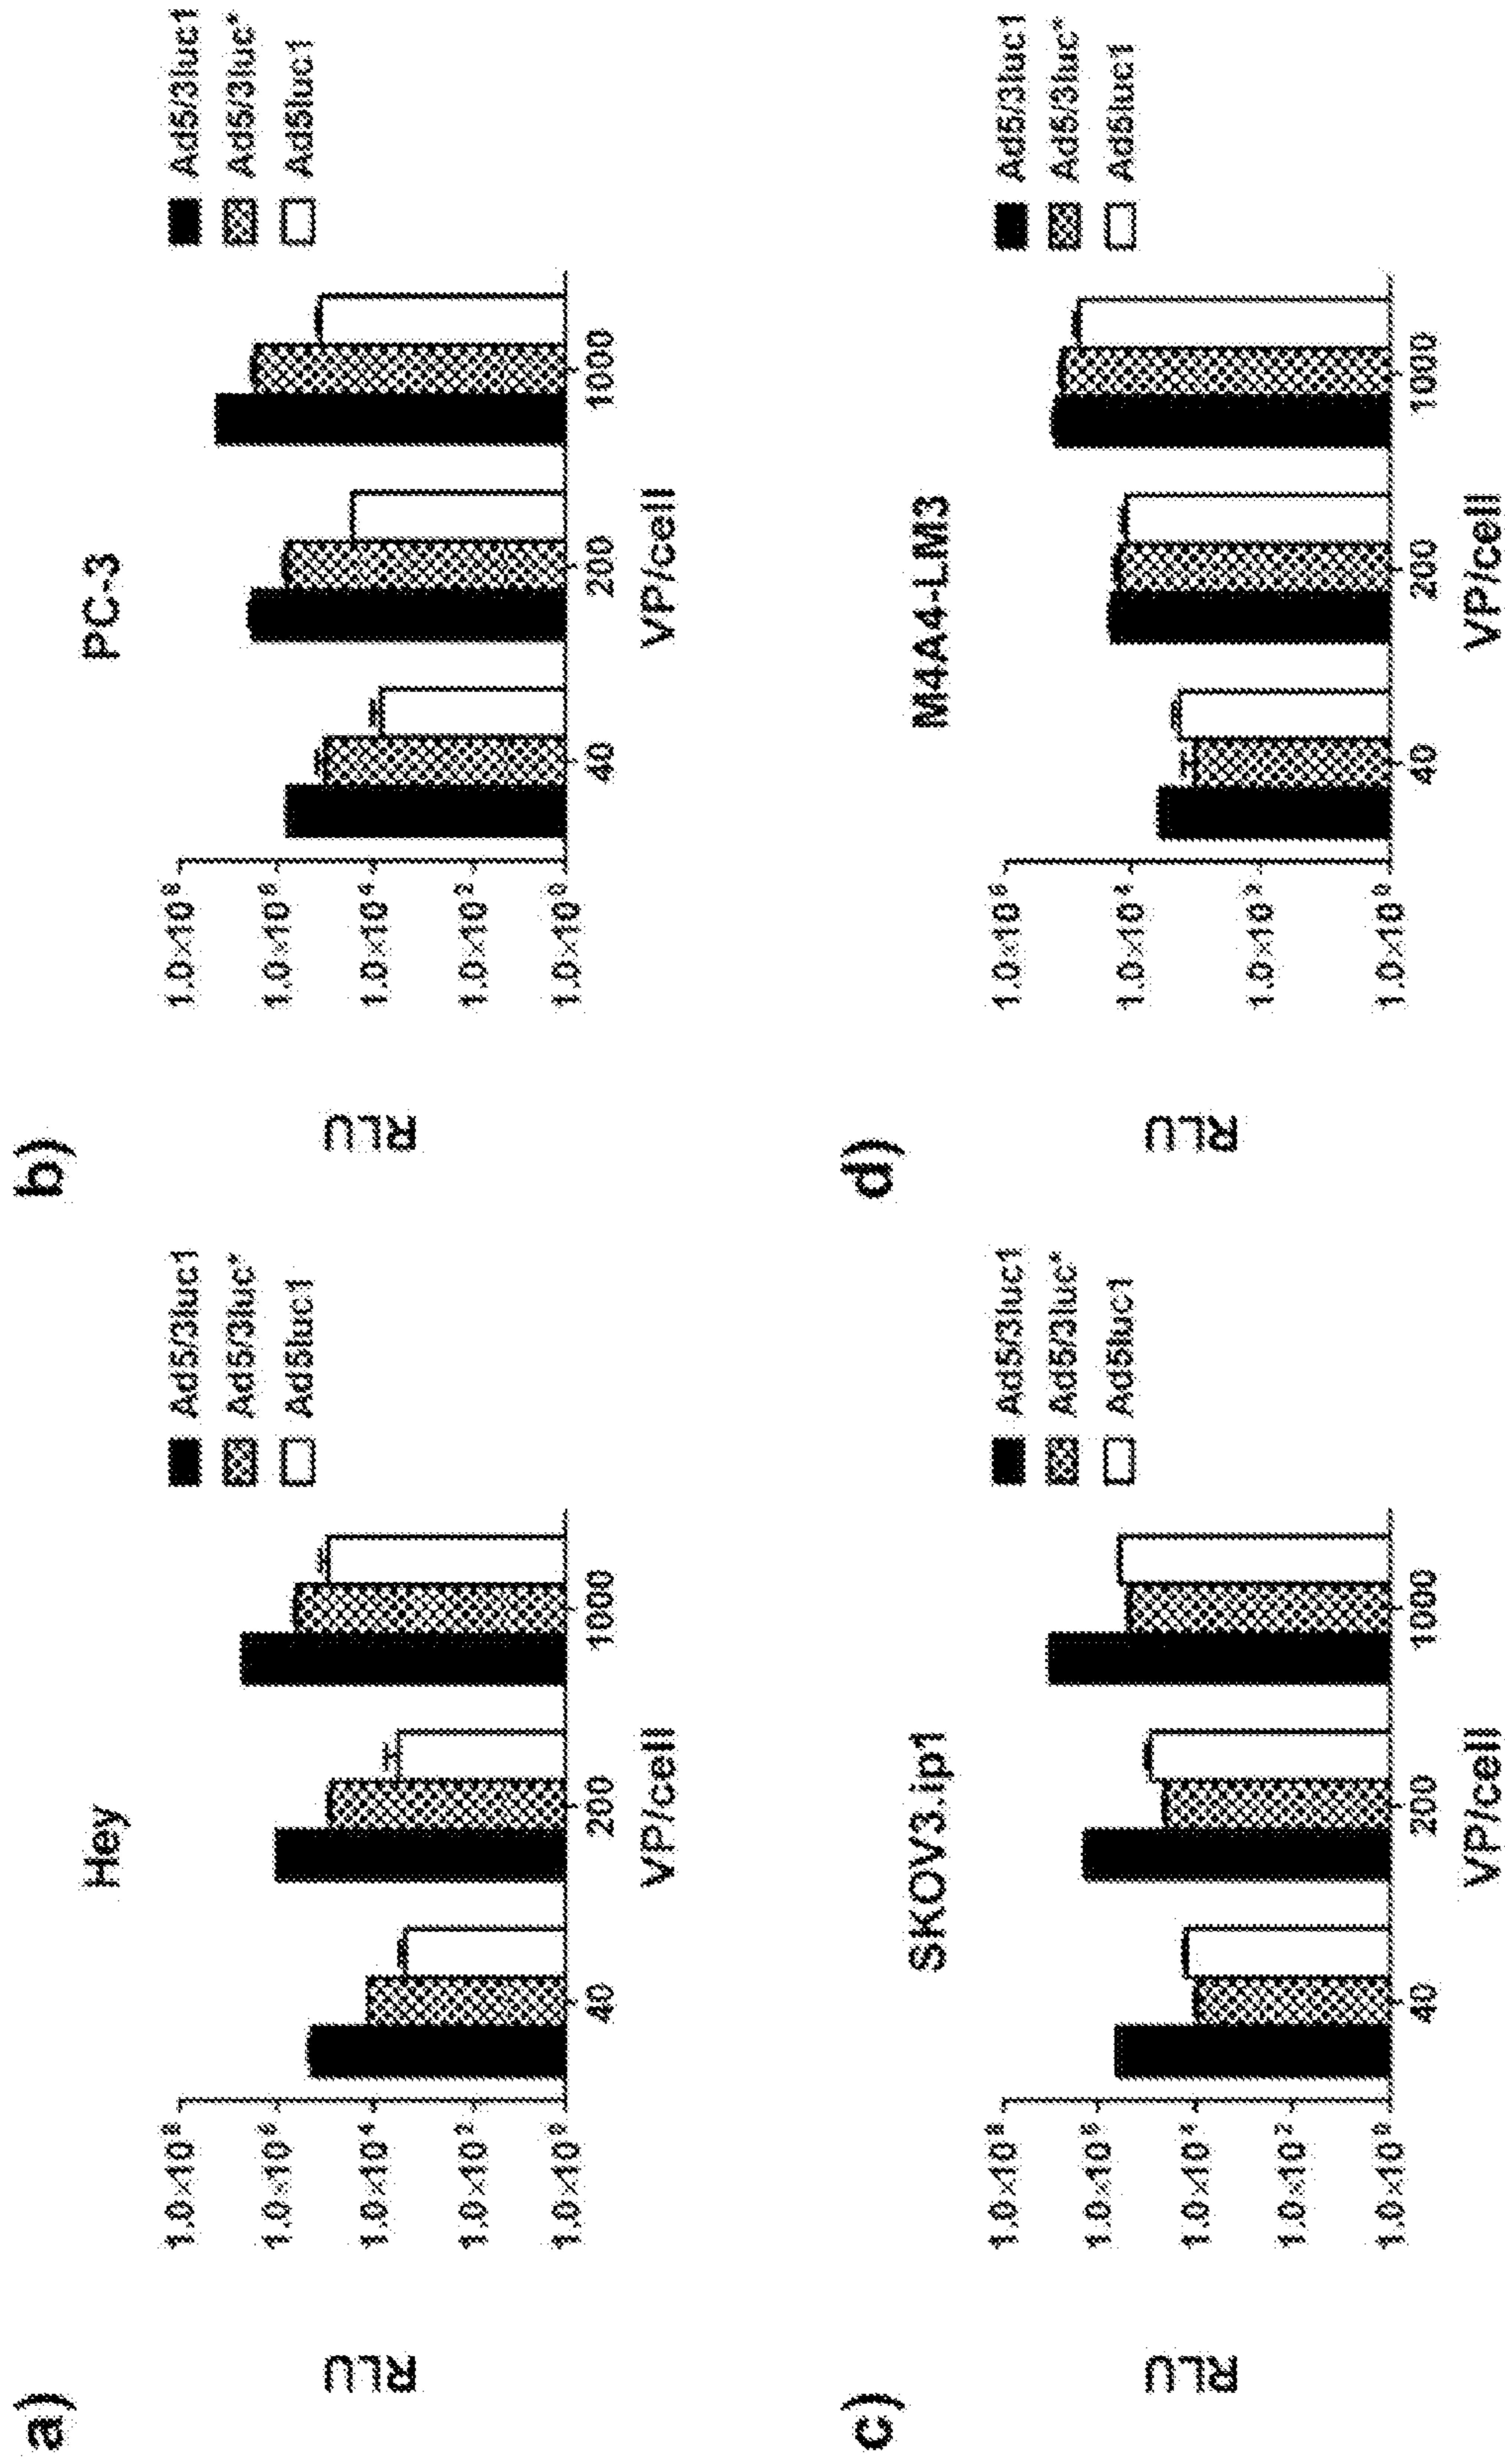 a)
Hey
RLU
1.0×10⁸
1.0×10⁶
1.0×10⁴
1.0×10²
1.0×10⁰
40
200
1000
VP/cell
Ad5/3luc1
Ad5/3luc*
Ad5luc1
b)
PC-3
RLU
1.0×10⁸
1.0×10⁶
1.0×10⁴
1.0×10²
1.0×10⁰
40
200
1000
VP/cell
Ad5/3luc1
Ad5/3luc*
Ad5luc1
c)
SKOV3.ip1
RLU
1.0×10⁸
1.0×10⁶
1.0×10⁴
1.0×10²
1.0×10⁰
40
200
1000
VP/cell
Ad5/3luc1
Ad5/3luc*
Ad5luc1
d)
M4A4-LM3
RLU
1.0×10⁶
1.0×10⁴
1.0×10²
1.0×10⁰
40
200
1000
VP/cell
Ad5/3luc1
Ad5/3luc*
Ad5luc1